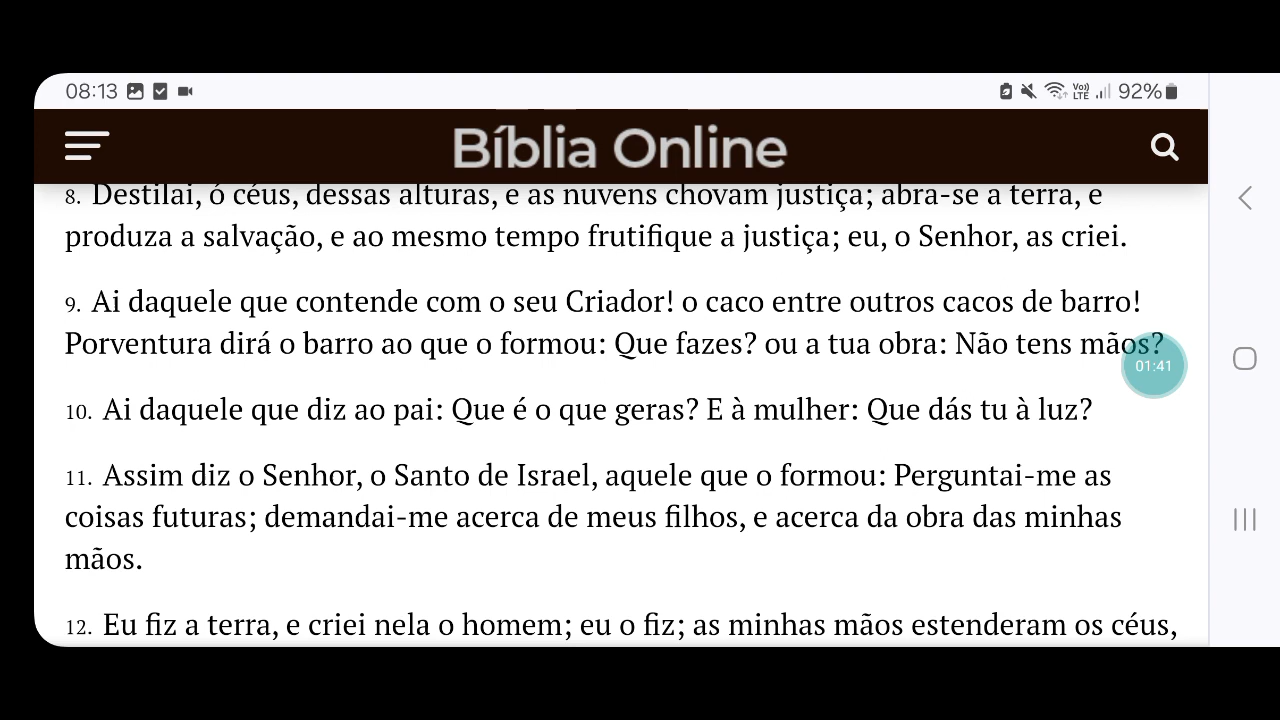 08:13
Vo)) LTE 92%
Bíblia Online
8. Destilai, ó céus, dessas alturas, e as nuvens chovam justiça; abra-se a terra, e
produza a salvação, e ao mesmo tempo frutifique a justiça; eu, o Senhor, as criei.
9. Ai daquele que contende com o seu Criador! o caco entre outros cacos de barro!
Porventura dirá o barro ao que o formou: Que fazes? ou a tua obra: Não tens mãos?
01:41
10. Ai daquele que diz ao pai: Que é o que geras? E à mulher: Que dás tu à luz?
11. Assim diz o Senhor, o Santo de Israel, aquele que o formou: Perguntai-me as
coisas futuras; demandai-me acerca de meus filhos, e acerca da obra das minhas
mãos.
12. Eu fiz a terra, e criei nela o homem; eu o fiz; as minhas mãos estenderam os céus,